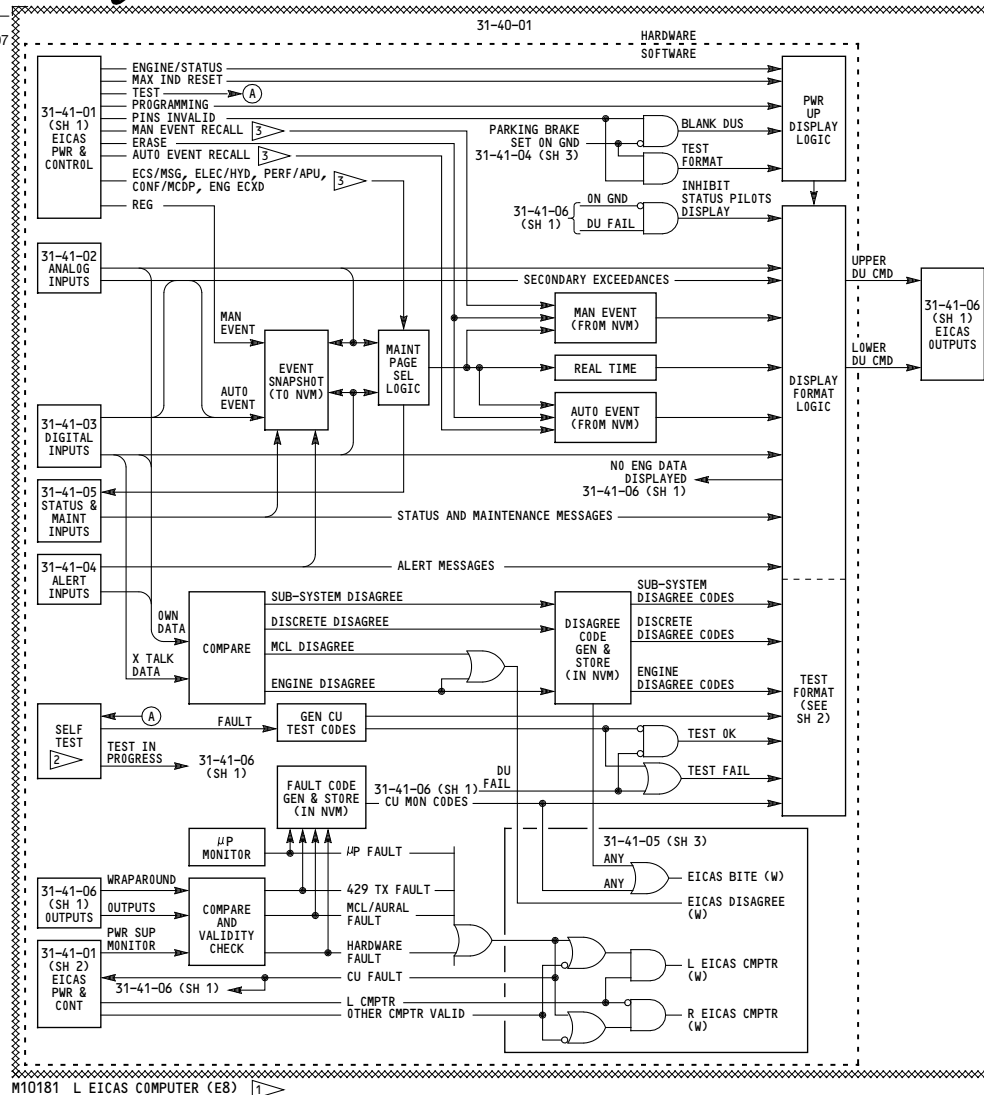 31-40-01
07
HARDWARE
SOFTWARE
31-41-01
(SH 1)
EICAS
PWR &
CONTROL
ENGINE/STATUS
MAX IND RESET
TEST
A
PROGRAMMING
PINS INVALID
MAN EVENT RECALL
3
ERASE
AUTO EVENT RECALL
3
ECS/MSG, ELEC/HYD, PERF/APU,
CONF/MCDP, ENG ECXD
3
REG
PARKING BRAKE
SET ON GND
31-41-04 (SH 3)
BLANK DUS
TEST
FORMAT
PWR
UP
DISPLAY
LOGIC
31-41-06
(SH 1)
ON GND
DU FAIL
INHIBIT
STATUS PILOTS
DISPLAY
31-41-02
ANALOG
INPUTS
SECONDARY EXCEEDANCES
UPPER
DU CMD
LOWER
DU CMD
31-41-06
(SH 1)
EICAS
OUTPUTS
MAN
EVENT
AUTO
EVENT
EVENT
SNAPSHOT
(TO NVM)
MAINT
PAGE
SEL
LOGIC
MAN EVENT
(FROM NVM)
REAL TIME
AUTO EVENT
(FROM NVM)
DISPLAY
FORMAT
LOGIC
31-41-03
DIGITAL
INPUTS
NO ENG DATA
DISPLAYED
31-41-06 (SH 1)
31-41-05
STATUS &
MAINT
INPUTS
STATUS AND MAINTENANCE MESSAGES
31-41-04
ALERT
INPUTS
ALERT MESSAGES
OWN
DATA
X TALK
DATA
COMPARE
SUB-SYSTEM DISAGREE
DISCRETE DISAGREE
MCL DISAGREE
ENGINE DISAGREE
DISAGREE
CODE
GEN &
STORE
(IN NVM)
SUB-SYSTEM
DISAGREE CODES
DISCRETE
DISAGREE CODES
ENGINE
DISAGREE CODES
TEST
FORMAT
(SEE
SH 2)
SELF
TEST
2
A
FAULT
TEST IN
PROGRESS
31-41-06
(SH 1)
GEN CU
TEST CODES
TEST OK
TEST FAIL
DU
FAIL
31-41-06 (SH 1)
CU MON CODES
FAULT CODE
GEN & STORE
(IN NVM)
µP
MONITOR
µP FAULT
31-41-06
(SH 1)
OUTPUTS
WRAPAROUND
OUTPUTS
PWR SUP
MONITOR
COMPARE
AND
VALIDITY
CHECK
429 TX FAULT
MCL/AURAL
FAULT
HARDWARE
FAULT
31-41-01
(SH 2)
EICAS
PWR &
CONT
CU FAULT
31-41-06 (SH 1)
L CMPTR
OTHER CMPTR VALID
31-41-05 (SH 3)
ANY
ANY
EICAS BITE (W)
EICAS DISAGREE
(W)
L EICAS CMPTR
(W)
R EICAS CMPTR
(W)
M10181 L EICAS COMPUTER (E8)
1